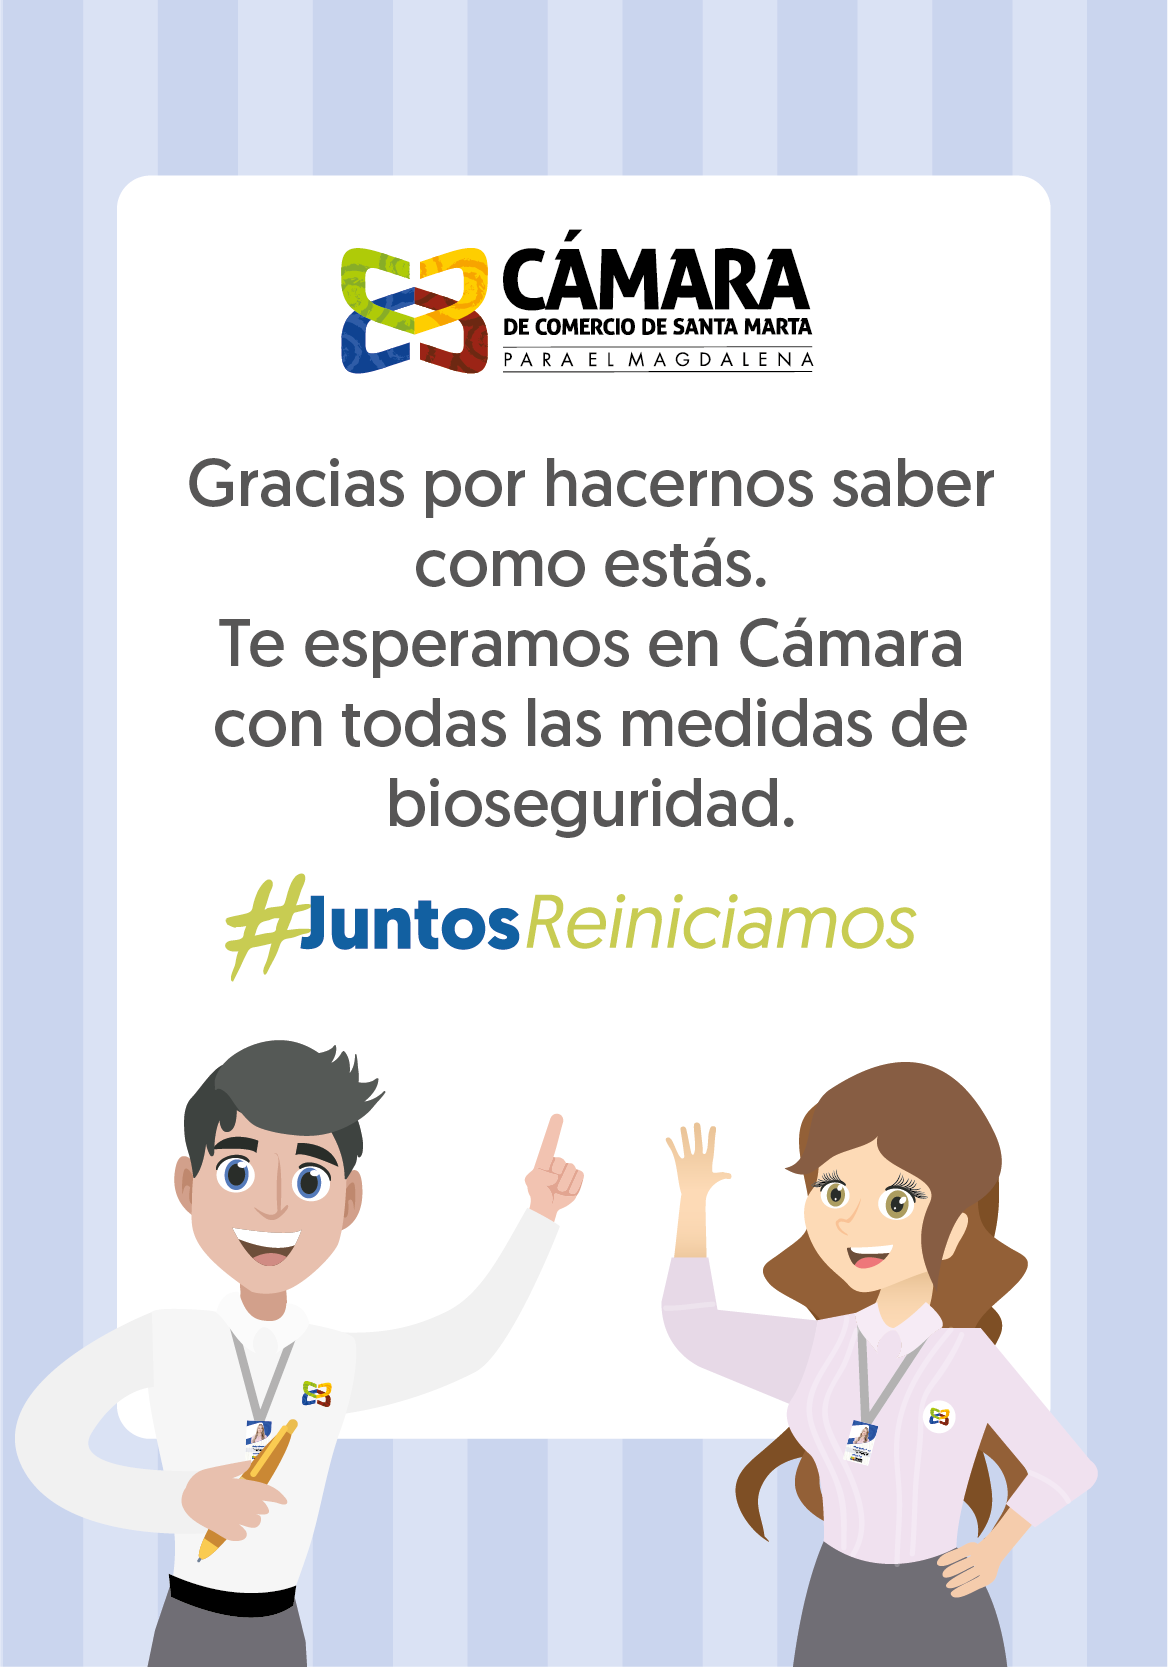 CÁMARA
DE COMERCIO DE SANTA MARTA
PARA EL MAGDALENA
Gracias por hacernos saber
como estás.
Te esperamos en Cámara
con todas las medidas de
bioseguridad.
#JuntosReiniciamos